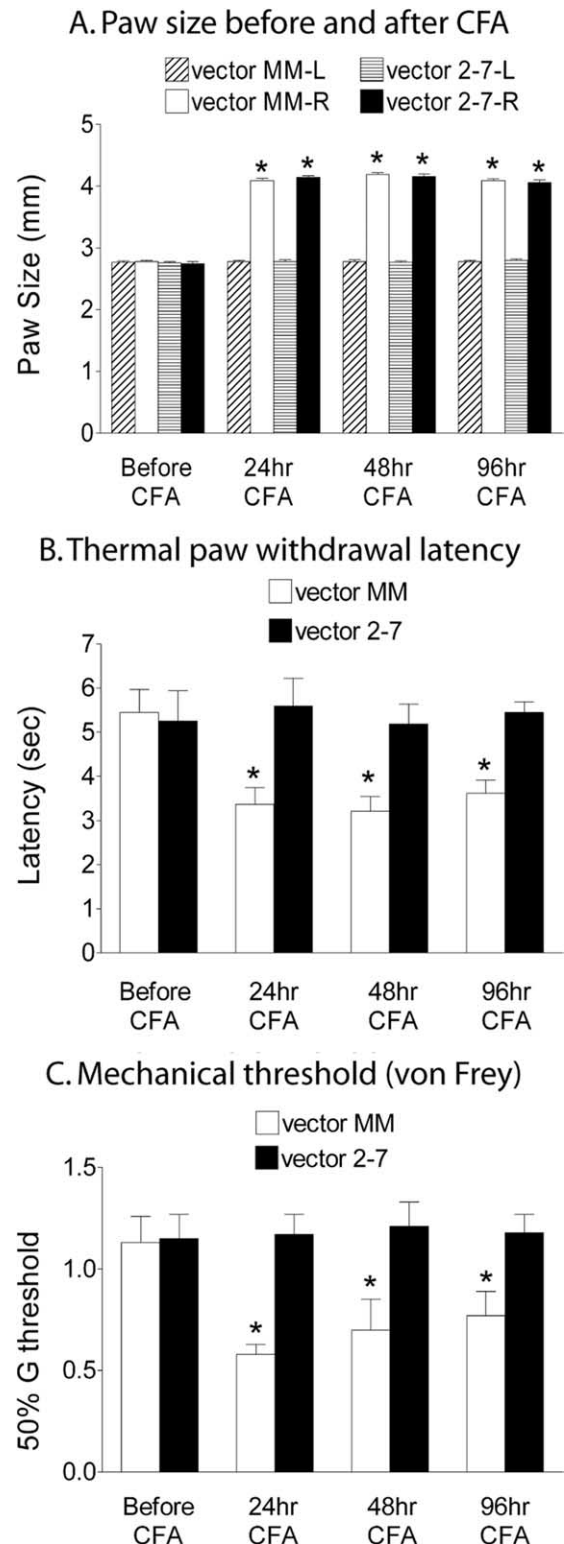 A. Paw size before and after CFA
vector MM-L vector 2-7-L
vector MM-R vector 2-7-R
Paw Size (mm)
5
4
3
2
1
0
* * * * * *
Before 24hr 48hr 96hr
CFA CFA CFA CFA
B. Thermal paw withdrawal latency
vector MM
vector 2-7
Latency (sec)
7
6
5
4
3
2
1
0
* * *
Before 24hr 48hr 96hr
CFA CFA CFA CFA
C. Mechanical threshold (von Frey)
vector MM
vector 2-7
50% G threshold
1.5
1.0
0.5
0.0
* * *
Before 24hr 48hr 96hr
CFA CFA CFA CFA